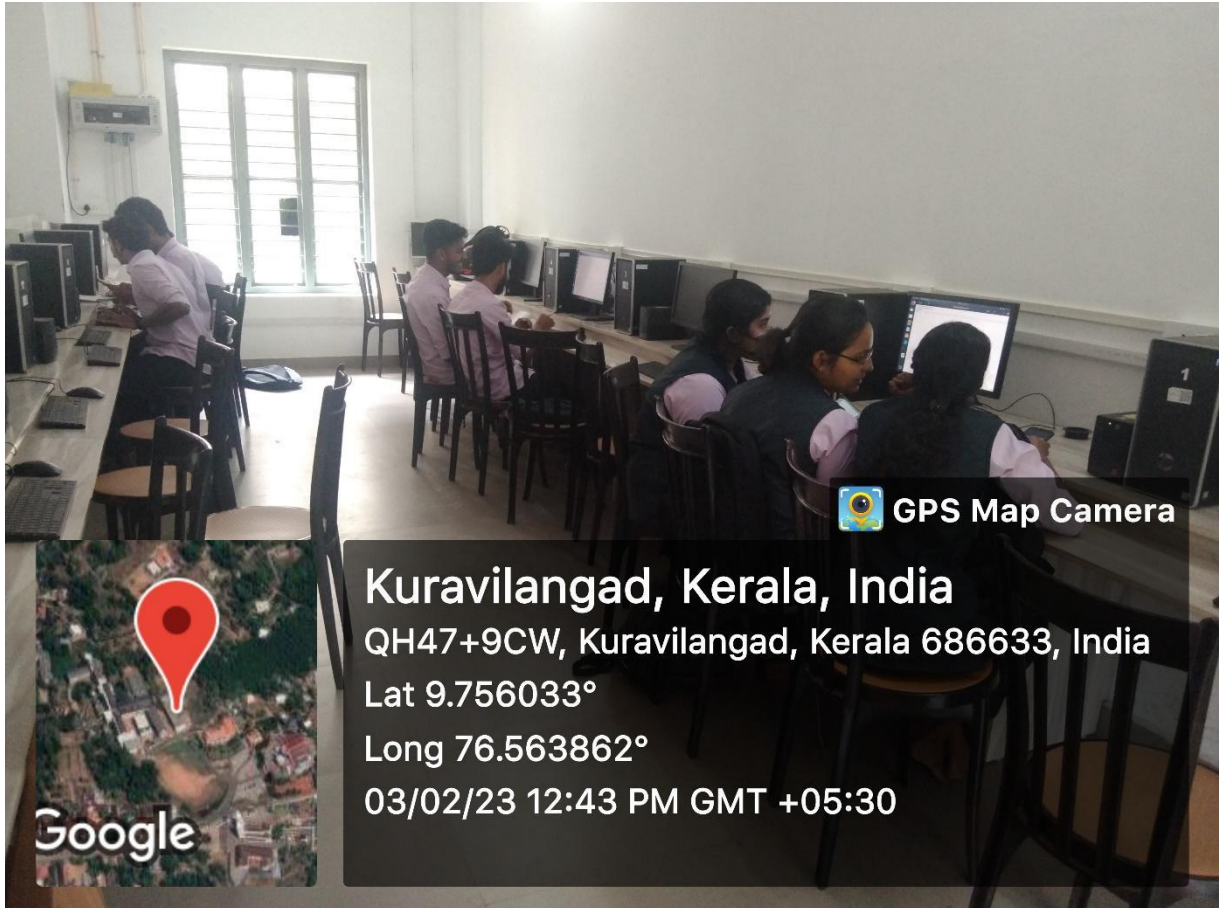 1
GPS Map Camera
Kuravilangad, Kerala, India
QH47+9CW, Kuravilangad, Kerala 686633, India
Lat 9.756033°
Long 76.563862°
03/02/23 12:43 PM GMT +05:30
Google